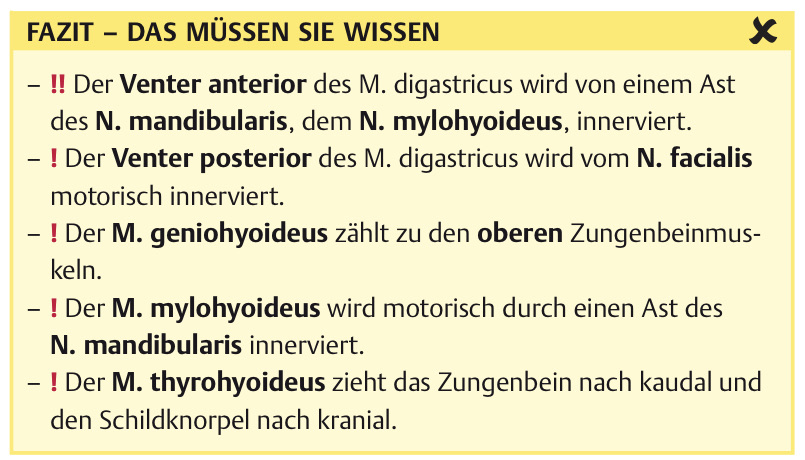 FAZIT – DAS MÜSSEN SIE WISSEN
– !! Der Venter anterior des M. digastricus wird von einem Ast
des N. mandibularis, dem N. mylohyoideus, innerviert.
– ! Der Venter posterior des M. digastricus wird vom N. facialis
motorisch innerviert.
– ! Der M. geniohyoideus zählt zu den oberen Zungenbeinmus-
keln.
– ! Der M. mylohyoideus wird motorisch durch einen Ast des
N. mandibularis innerviert.
– ! Der M. thyrohyoideus zieht das Zungenbein nach kaudal und
den Schildknorpel nach kranial.